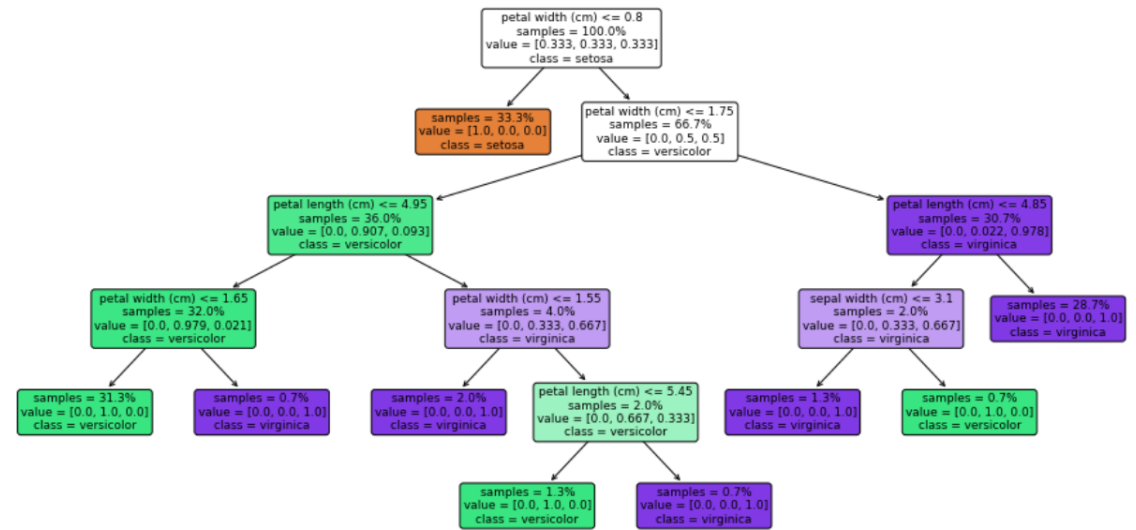 petal width (cm) <= 0.8
samples = 100.0%
value = [0.333, 0.333, 0.333]
class = setosa
samples = 33.3%
value = [1.0, 0.0, 0.0]
class = setosa
petal width (cm) <= 1.75
samples = 66.7%
value = [0.0, 0.5, 0.5]
class = versicolor
petal length (cm) <= 4.95
samples = 36.0%
value = [0.0, 0.907, 0.093]
class = versicolor
petal length (cm) <= 4.85
samples = 30.7%
value = [0.0, 0.022, 0.978]
class = virginica
petal width (cm) <= 1.65
samples = 32.0%
value = [0.0, 0.979, 0.021]
class = versicolor
petal width (cm) <= 1.55
samples = 4.0%
value = [0.0, 0.333, 0.667]
class = virginica
sepal width (cm) <= 3.1
samples = 2.0%
value = [0.0, 0.333, 0.667]
class = virginica
samples = 28.7%
value = [0.0, 0.0, 1.0]
class = virginica
samples = 31.3%
value = [0.0, 1.0, 0.0]
class = versicolor
samples = 0.7%
value = [0.0, 0.0, 1.0]
class = virginica
samples = 2.0%
value = [0.0, 0.0, 1.0]
class = virginica
petal length (cm) <= 5.45
samples = 2.0%
value = [0.0, 0.667, 0.333]
class = versicolor
samples = 1.3%
value = [0.0, 0.0, 1.0]
class = virginica
samples = 0.7%
value = [0.0, 1.0, 0.0]
class = versicolor
samples = 1.3%
value = [0.0, 1.0, 0.0]
class = versicolor
samples = 0.7%
value = [0.0, 0.0, 1.0]
class = virginica